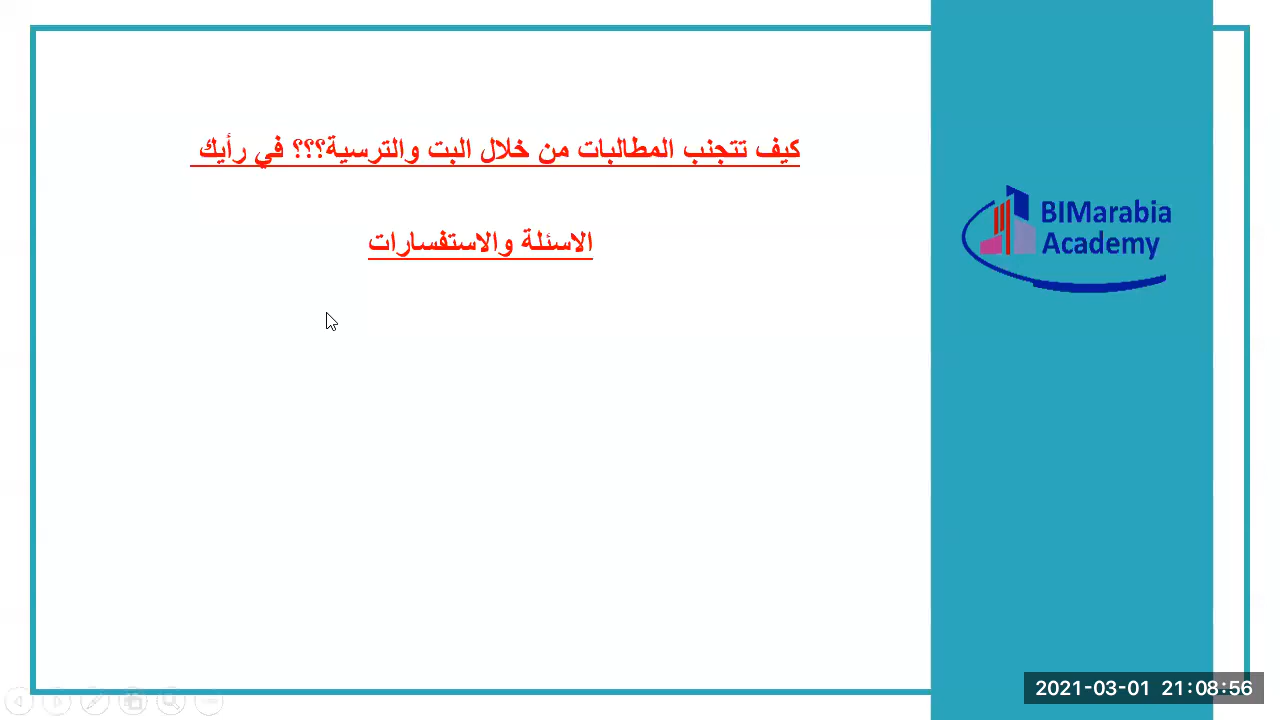 كيف تتجنب المطالبات من خلال البت والترسية؟؟؟ في رأيك
الاسئلة والاستفسارات
BIMarabia
Academy
2021-03-01 21:08:56